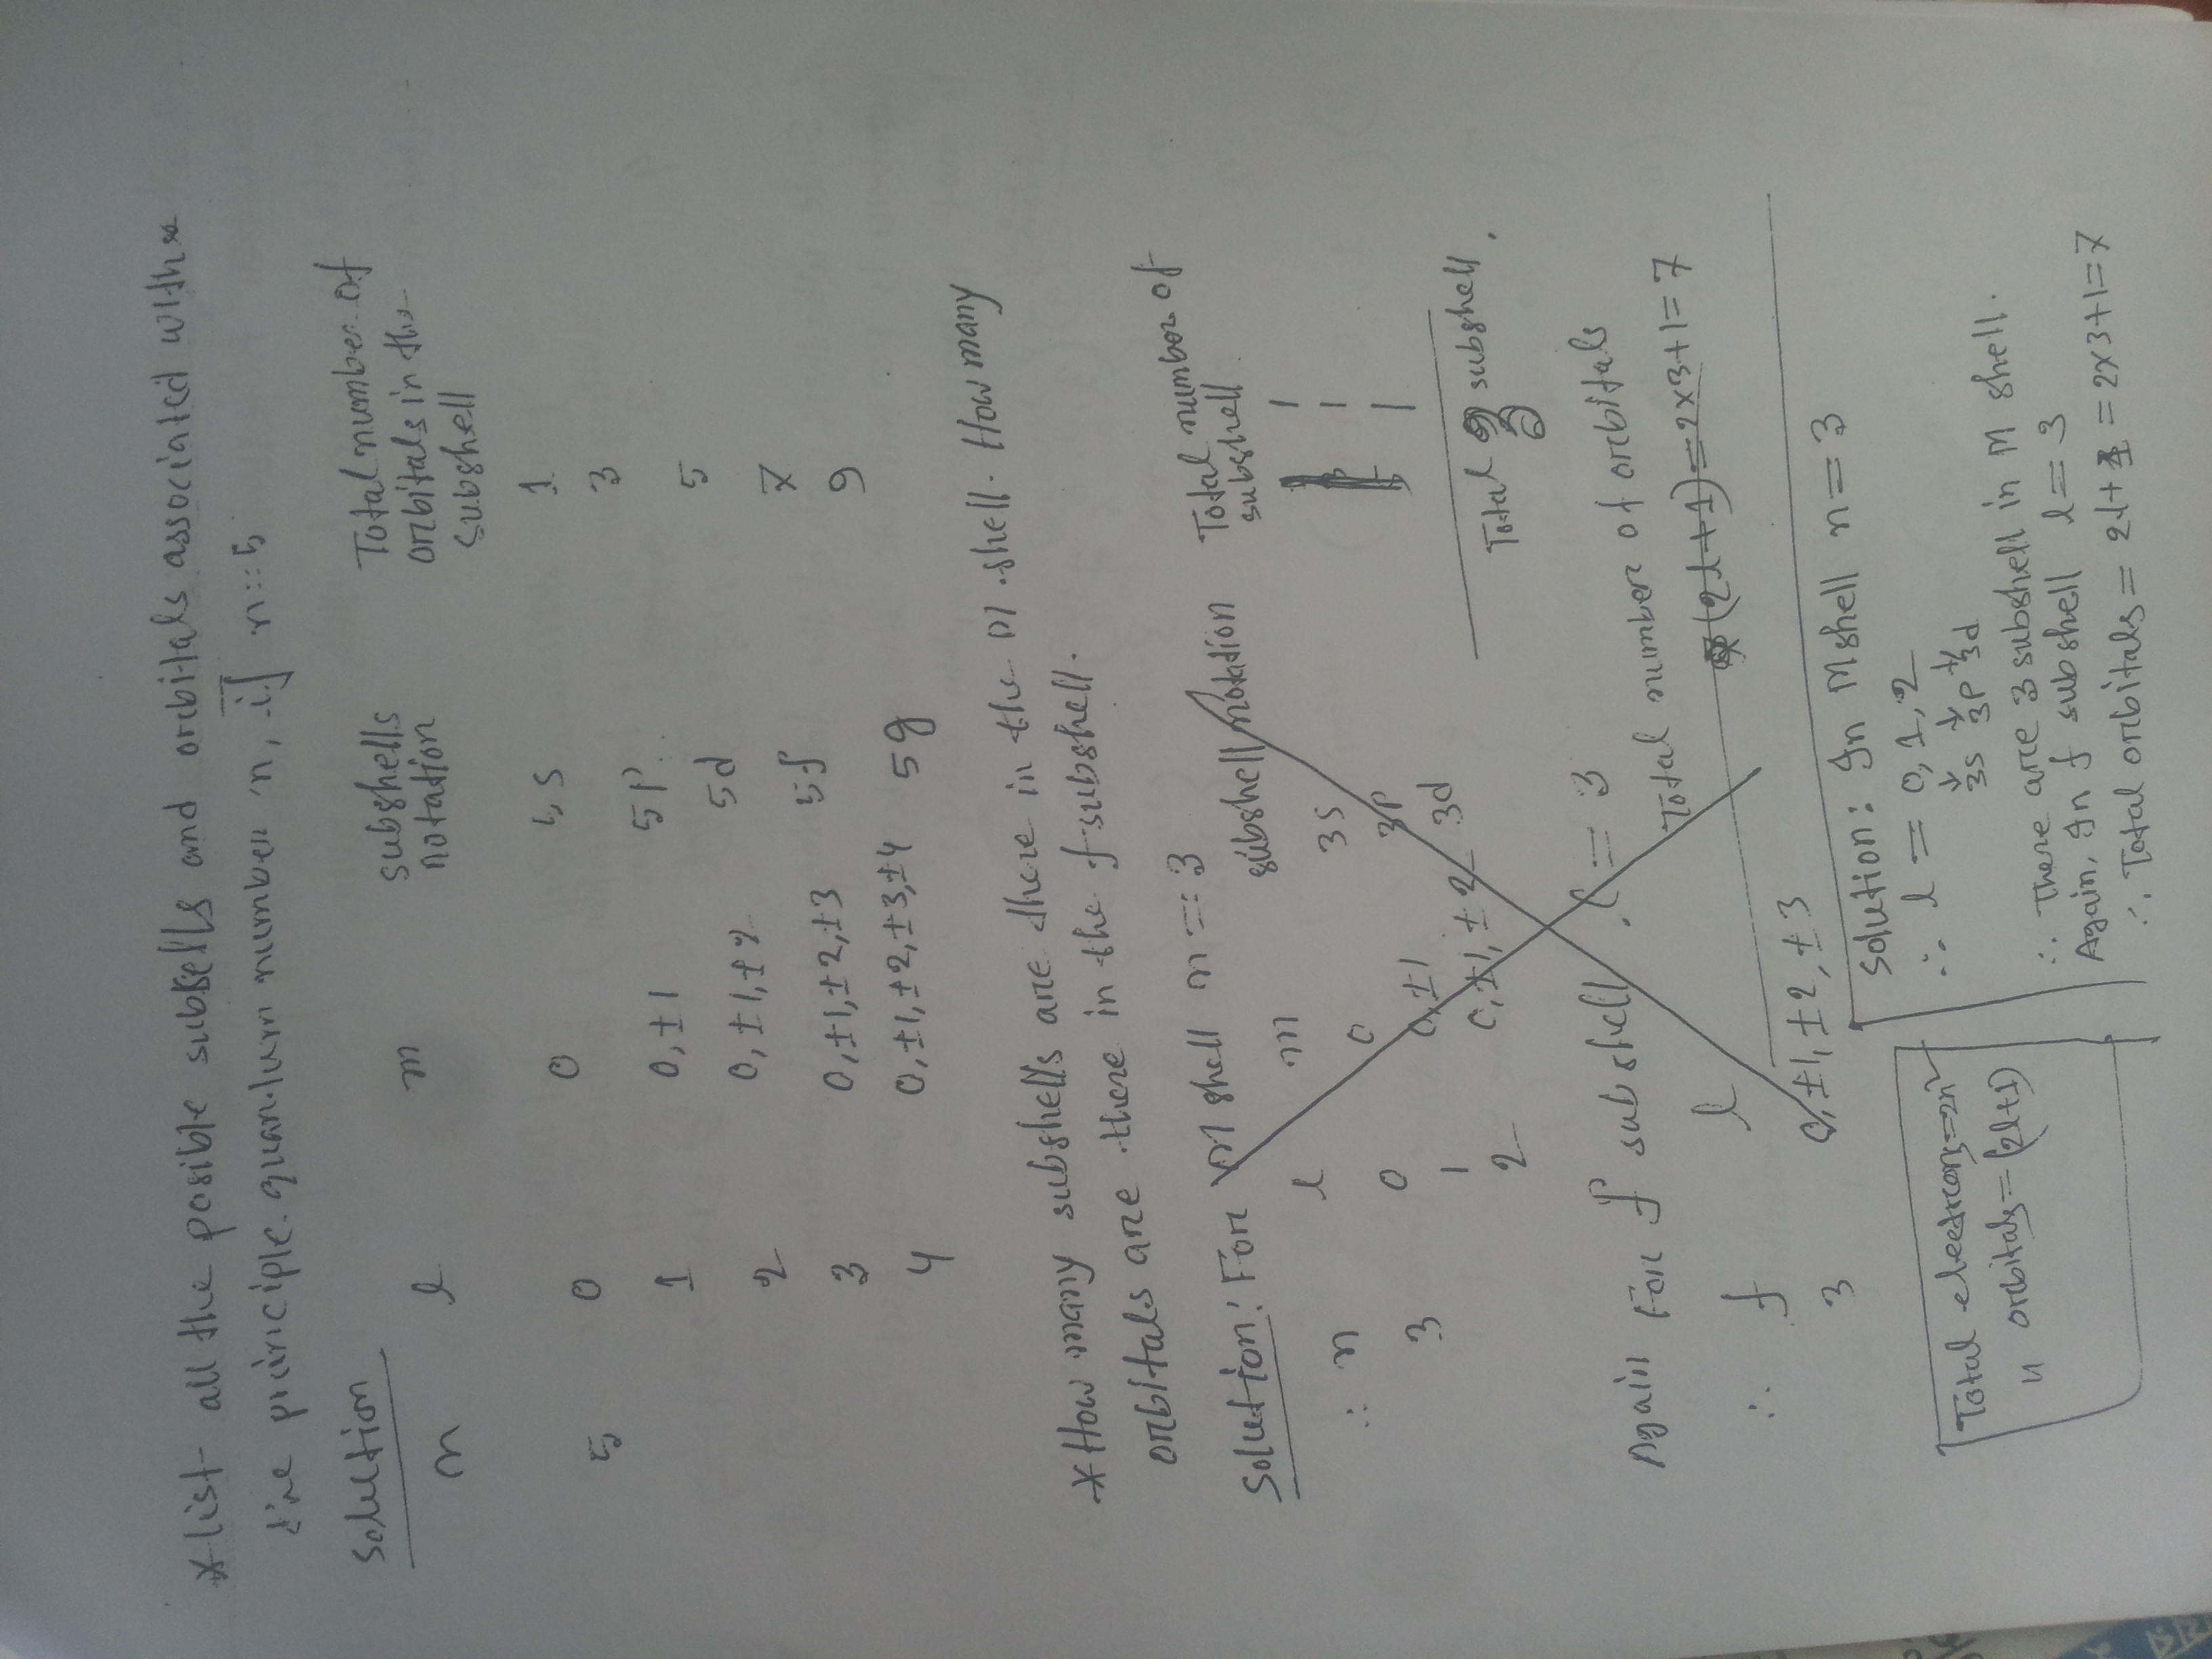 * list all the posible subsells and orbitals associated with
the principle quantum number n, if n = 5
Solution
n l m subshells notation Total number of orbitals in the subshell
5 0 0 5s 1
1 0, ±1 5p 3
2 0, ±1, ±2 5d 5
3 0, ±1, ±2, ±3 5f 7
4 0, ±1, ±2, ±3, ±4 5g 9
* How many subshells are there in the M shell. How many
orbitals are there in the f subshell.
Solution: For M shell n = 3
∴ n l m subshell notation Total number of subshell
3 0 0 3s 1
1 0, ±1 3p 1
2 0, ±1, ±2 3d 1
Total 3 subshell.
Again For f subshell l = 3
Total number of orbitals
∴ f l (2l+1) = 2×3+1 = 7
3 0, ±1, ±2, ±3
Total electrons = 2n²
" orbitals = (2l+1)
Solution: In M shell n = 3
∴ l = 0, 1, 2
↓ ↓ ↓
3s 3p 3d
∴ There are 3 subshell in M shell.
Again, In f subshell l = 3
∴ Total orbitals = 2l+1 = 2×3+1 = 7